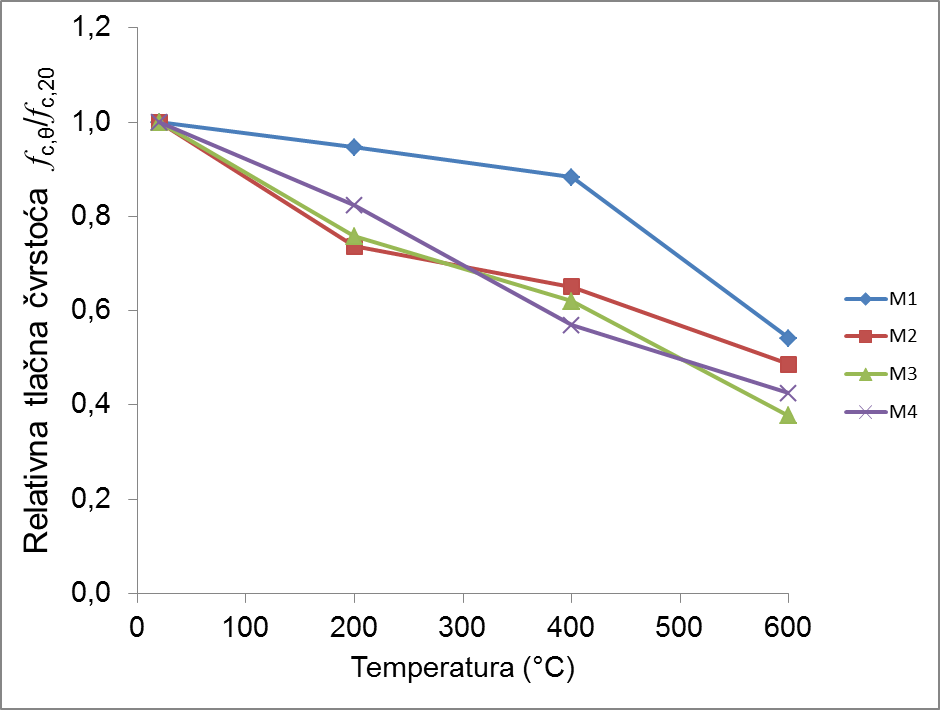 1,2
1,0
0,8
0,6
0,4
0,2
0,0
Relativna tlačna čvrstoća fc,θ/fc,20
0 100 200 300 400 500 600
Temperatura (°C)
M1
M2
M3
M4